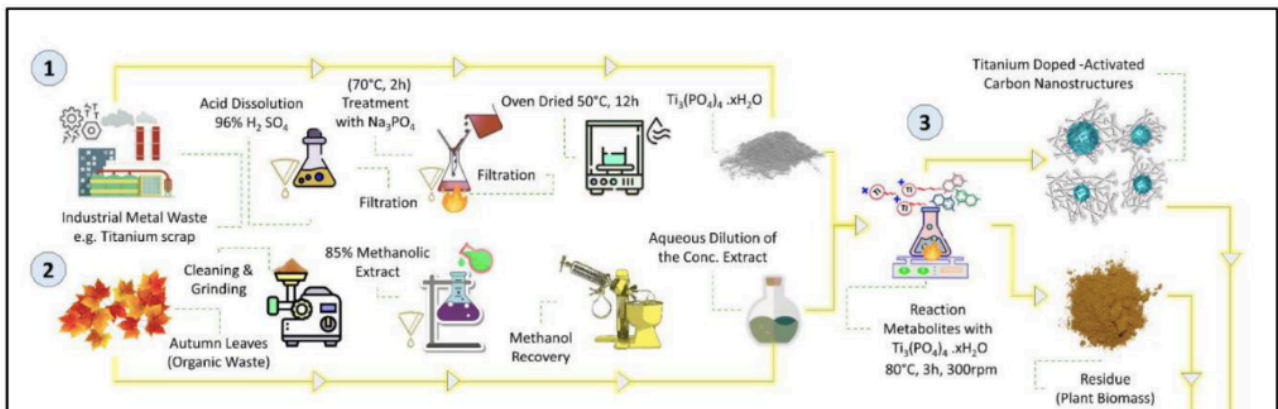 1
Industrial Metal Waste
e.g. Titanium scrap
Acid Dissolution
96% H₂ SO₄
Filtration
(70°C, 2h)
Treatment
with Na₃PO₄
Filtration
Oven Dried 50°C, 12h
Ti₃(PO₄)₄ .xH₂O
2
Autumn Leaves
(Organic Waste)
Cleaning &
Grinding
85% Methanolic
Extract
Methanol
Recovery
Aqueous Dilution of
the Conc. Extract
3
Ti
Ti
Ti
Reaction
Metabolites with
Ti₃(PO₄)₄ .xH₂O
80°C, 3h, 300rpm
Titanium Doped -Activated
Carbon Nanostructures
Residue
(Plant Biomass)